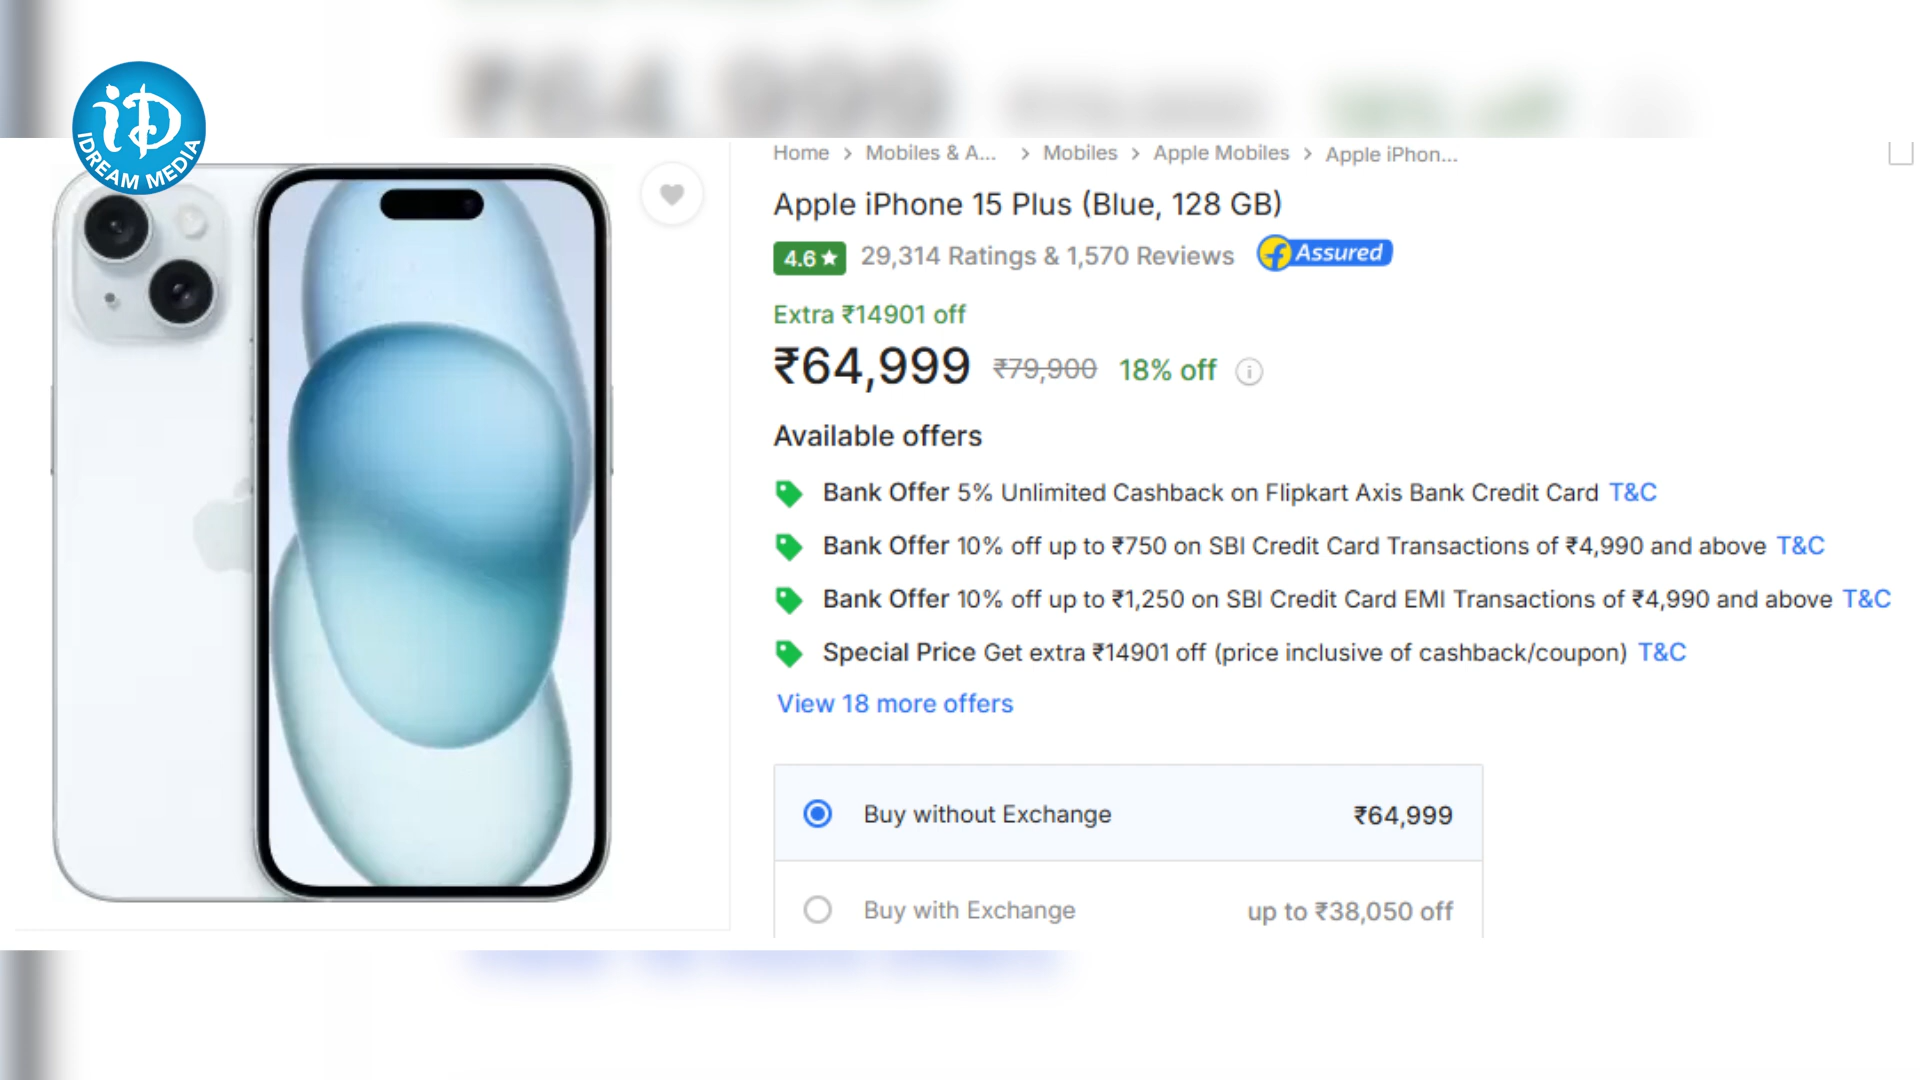 iD
IDREAM MEDIA
Home > Mobiles & A... > Mobiles > Apple Mobiles > Apple iPhon...
Apple iPhone 15 Plus (Blue, 128 GB)
4.6★ 29,314 Ratings & 1,570 Reviews f Assured
Extra ₹14901 off
₹64,999 ₹79,900 18% off i
Available offers
Bank Offer 5% Unlimited Cashback on Flipkart Axis Bank Credit Card T&C
Bank Offer 10% off up to ₹750 on SBI Credit Card Transactions of ₹4,990 and above T&C
Bank Offer 10% off up to ₹1,250 on SBI Credit Card EMI Transactions of ₹4,990 and above T&C
Special Price Get extra ₹14901 off (price inclusive of cashback/coupon) T&C
View 18 more offers
Buy without Exchange ₹64,999
Buy with Exchange up to ₹38,050 off